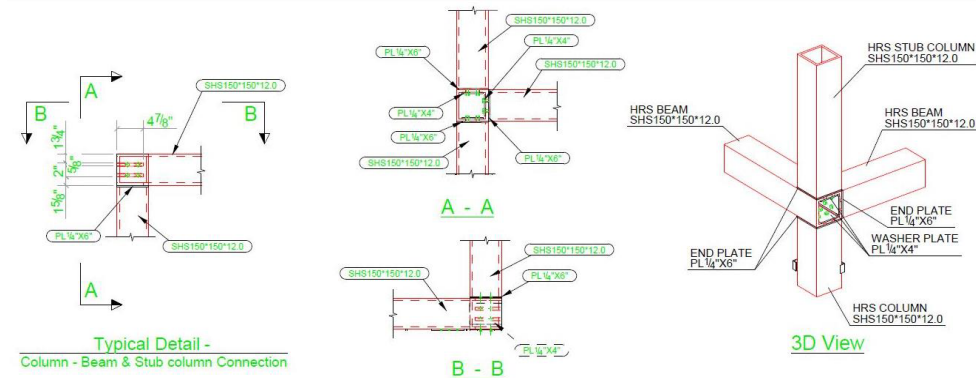 A
B
B
SHS150*150*12.0
4⅞"
1¾"
⅝"
2"
1⅝"
PL¼"X6"
SHS150*150*12.0
A
Typical Detail -
Column - Beam & Stub column Connection
SHS150*150*12.0
PL¼"X6"
PL¼"X4"
SHS150*150*12.0
PL¼"X4"
PL¼"X6"
SHS150*150*12.0
PL¼"X6"
A - A
SHS150*150*12.0
SHS150*150*12.0
PL¼"X6"
PL¼"X4"
B - B
HRS STUB COLUMN
SHS150*150*12.0
HRS BEAM
SHS150*150*12.0
HRS BEAM
SHS150*150*12.0
END PLATE
PL¼"X6"
WASHER PLATE
PL¼"X4"
END PLATE
PL¼"X6"
HRS COLUMN
SHS150*150*12.0
3D View